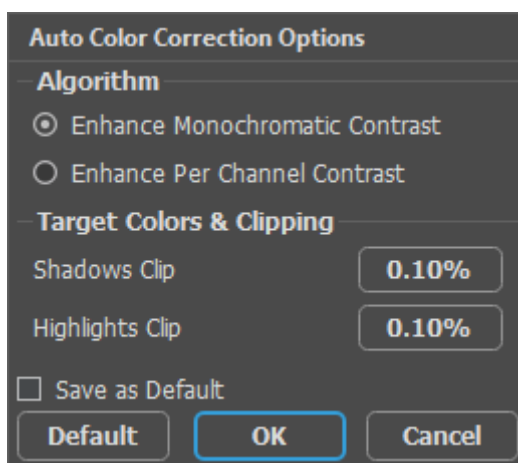 Auto Color Correction Options
Algorithm
Enhance Monochromatic Contrast
Enhance Per Channel Contrast
Target Colors & Clipping
Shadows Clip 0.10%
Highlights Clip 0.10%
Save as Default
Default OK Cancel